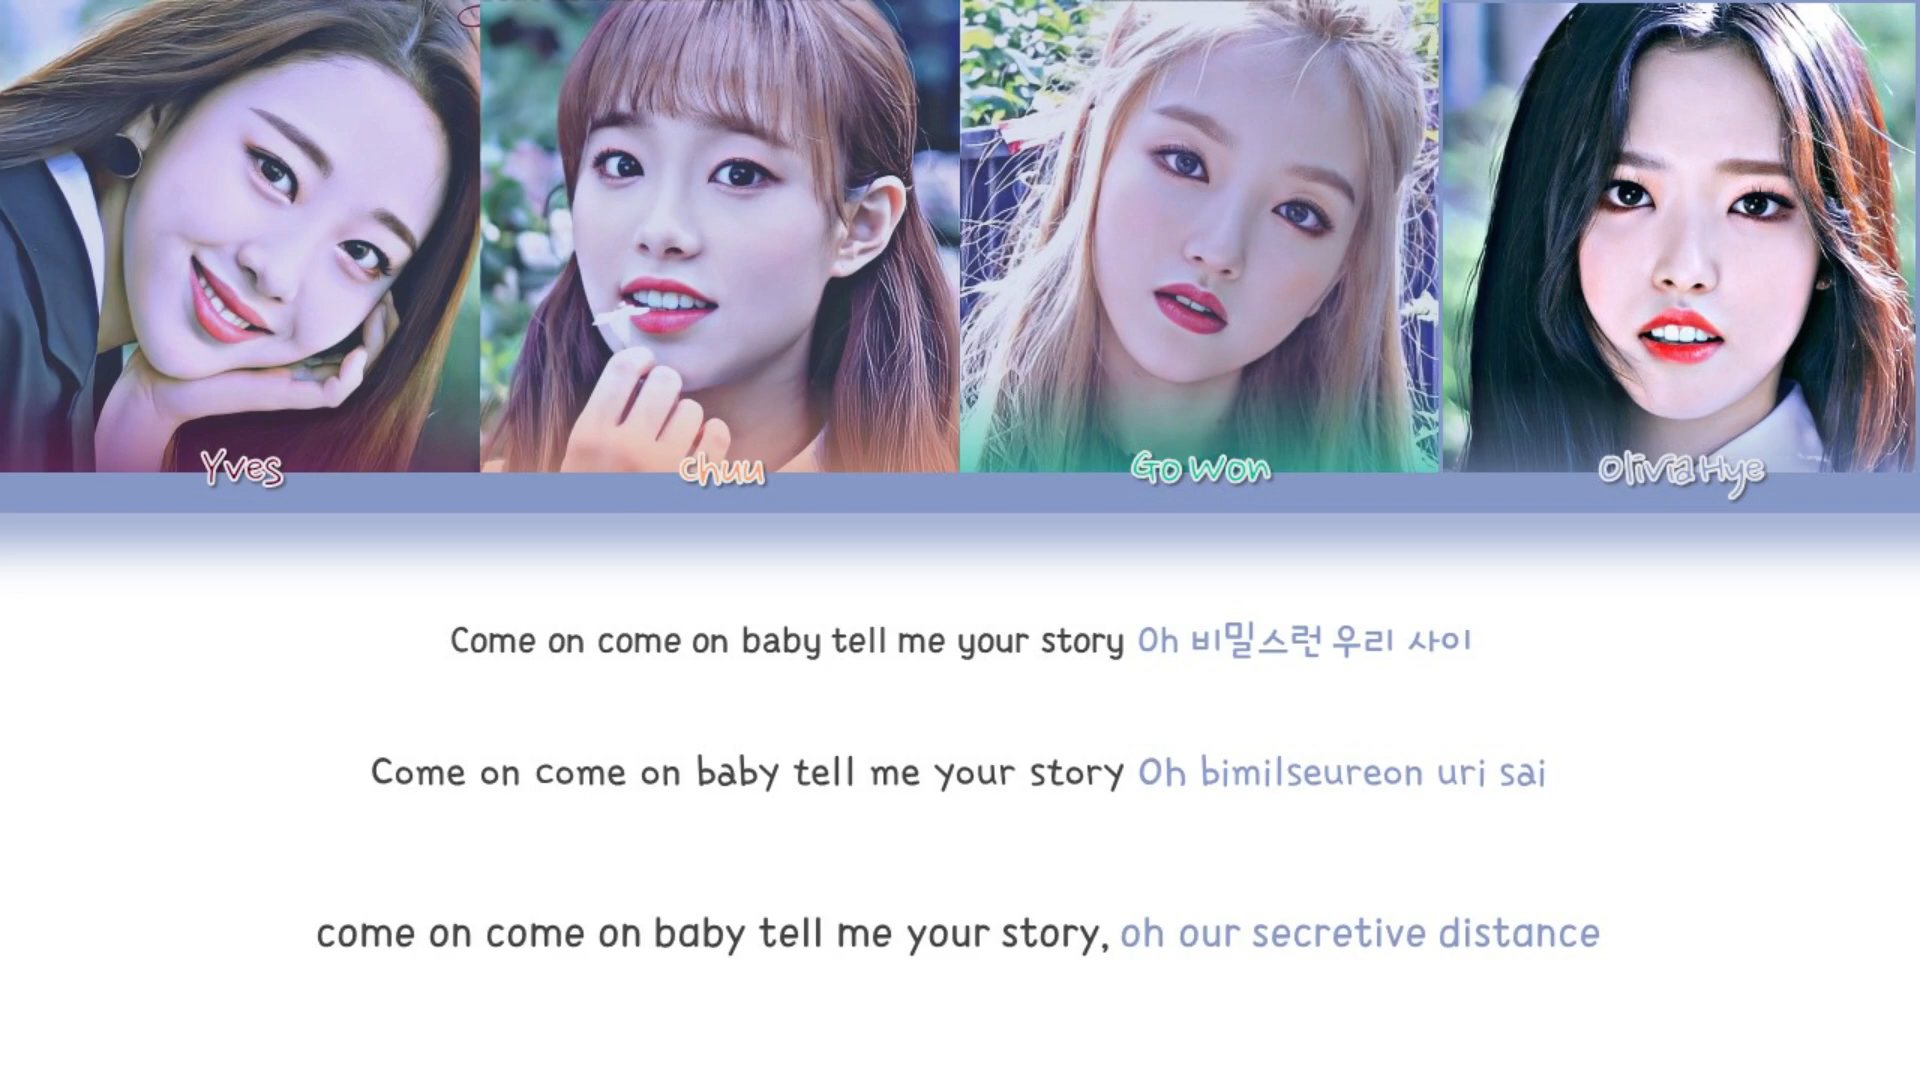 Yves
chuu
Go Won
Olivia Hye
Come on come on baby tell me your story Oh 비밀스런 우리 사이
Come on come on baby tell me your story Oh bimilseureon uri sai
come on come on baby tell me your story, oh our secretive distance